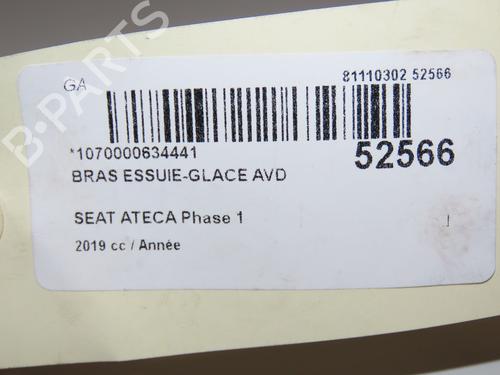 GA
81110302 52566
*1070000634441
52566
BRAS ESSUIE-GLACE AVD
SEAT ATECA Phase 1
2019 cc / Année
B-PARTS